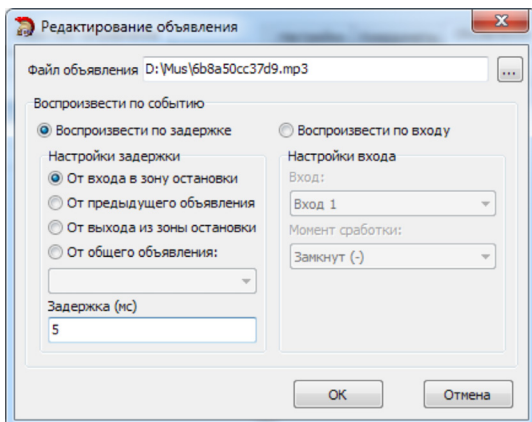 Редактирование объявления
Файл объявления D:\Mus\6b8a50cc37d9.mp3 ...
Воспроизвести по событию
Воспроизвести по задержке
Настройки задержки
От входа в зону остановки
От предыдущего объявления
От выхода из зоны остановки
От общего объявления:
Задержка (мс)
5
Воспроизвести по входу
Настройки входа
Вход:
Вход 1
Момент сработки:
Замкнут (-)
OK
Отмена